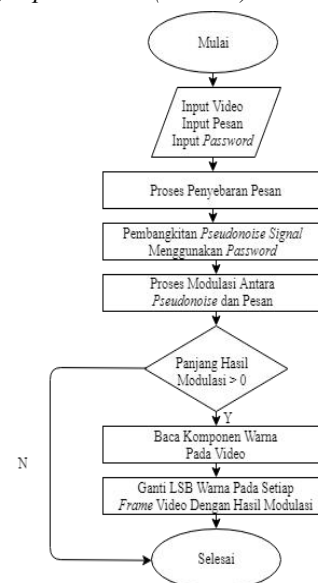 Mulai
Input Video
Input Pesan
Input Password
Proses Penyebaran Pesan
Pembangkitan Pseudonoise Signal
Menggunakan Password
Proses Modulasi Antara
Pseudonoise dan Pesan
Panjang Hasil
Modulasi > 0
Y
N
Baca Komponen Warna
Pada Video
Ganti LSB Warna Pada Setiap
Frame Video Dengan Hasil Modulasi
Selesai